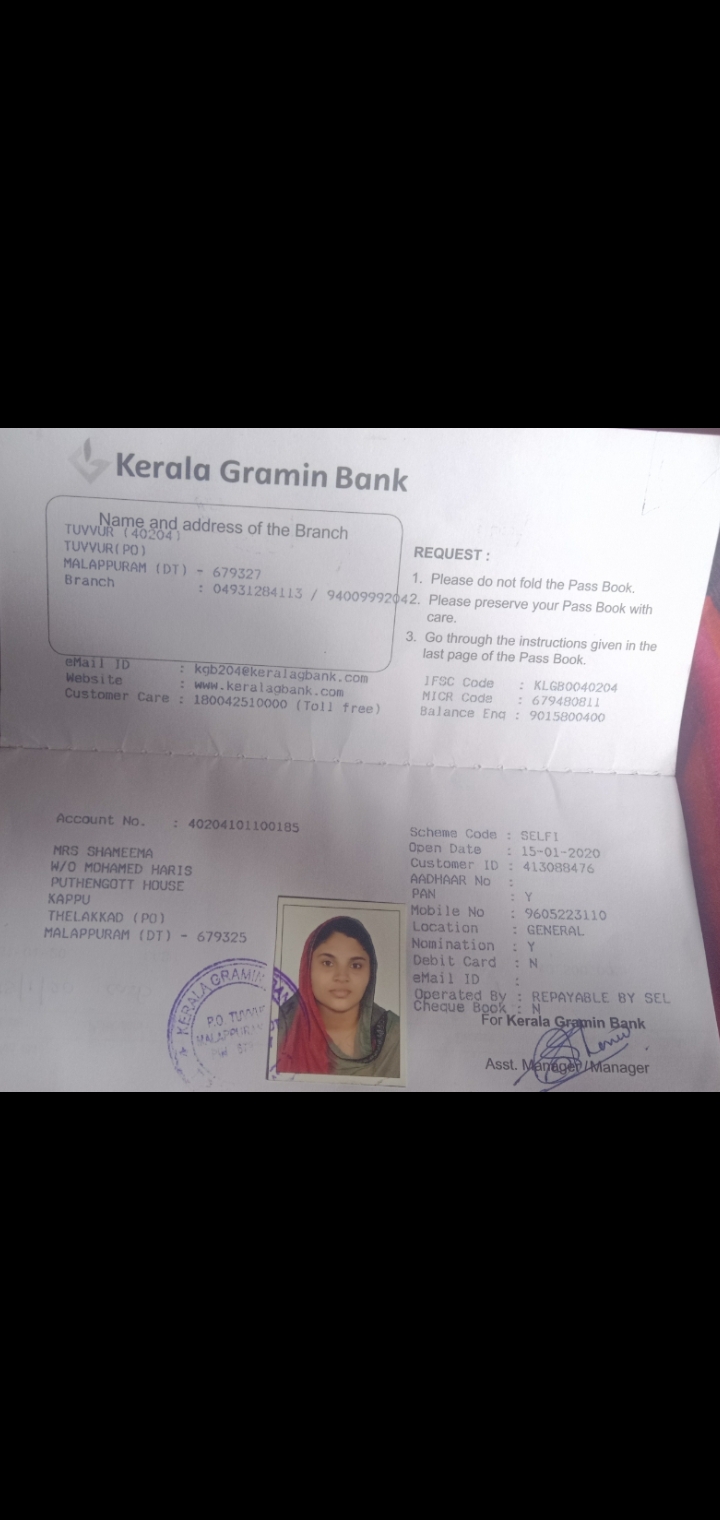 Kerala Gramin Bank
Name and address of the Branch
TUVVUR (40204)
TUVVUR(PO)
MALAPPURAM (DT) - 679327
Branch : 04931284113 / 9400999204
eMail ID : kgb204@keralagbank.com
Website : www.keralagbank.com
Customer Care : 180042510000 (Toll free)
REQUEST :
1. Please do not fold the Pass Book.
2. Please preserve your Pass Book with
care.
3. Go through the instructions given in the
last page of the Pass Book.
IFSC Code : KLGB0040204
MICR Code : 679480811
Balance Enq : 9015800400
Account No. : 40204101100185
MRS SHAMEEMA
W/O MOHAMED HARIS
PUTHENGOTT HOUSE
KAPPU
THELAKKAD (PO)
MALAPPURAM (DT) - 679325
Scheme Code : SELF1
Open Date : 15-01-2020
Customer ID : 413088476
AADHAAR No :
PAN : Y
Mobile No : 9605223110
Location : GENERAL
Nomination : Y
Debit Card : N
eMail ID :
Operated By : REPAYABLE BY SEL
Cheque Book : N
For Kerala Gramin Bank
Asst. Manager/Manager
KERALA GRAMIN
P.O. TUVVUR
MALAPPURAM